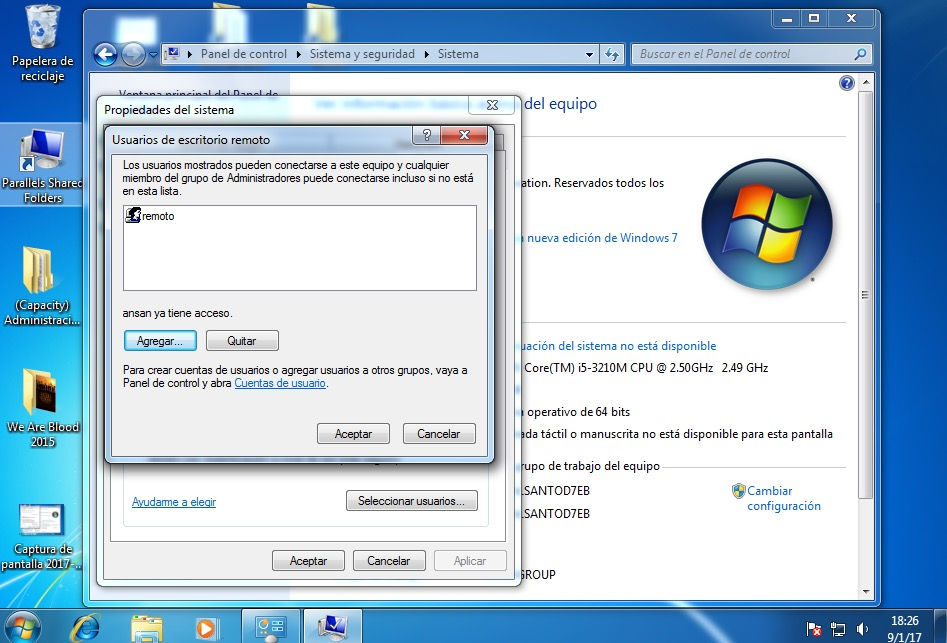 Papelera de
reciclaje
Parallels Shared
Folders
(Capacity)
Administraci...
We Are Blood
2015
Captura de
pantalla 2017-...
Panel de control
Sistema y seguridad
Sistema
Buscar en el Panel de control
Ventana principal del Panel de
del equipo
Propiedades del sistema
Usuarios de escritorio remoto
Los usuarios mostrados pueden conectarse a este equipo y cualquier
miembro del grupo de Administradores puede conectarse incluso si no está
en esta lista.
remoto
ansan ya tiene acceso.
Agregar...
Quitar
Para crear cuentas de usuarios o agregar usuarios a otros grupos, vaya a
Panel de control y abra Cuentas de usuario.
Aceptar
Cancelar
Ayudarme a elegir
Seleccionar usuarios...
Aceptar
Cancelar
Aplicar
ation. Reservados todos los
nueva edición de Windows 7
uación del sistema no está disponible
Core(TM) i5-3210M CPU @ 2.50GHz 2.49 GHz
operativo de 64 bits
ada táctil o manuscrita no está disponible para esta pantalla
rupo de trabajo del equipo
LSANTOD7EB
Cambiar
configuración
LSANTOD7EB
GROUP
18:26
9/1/17